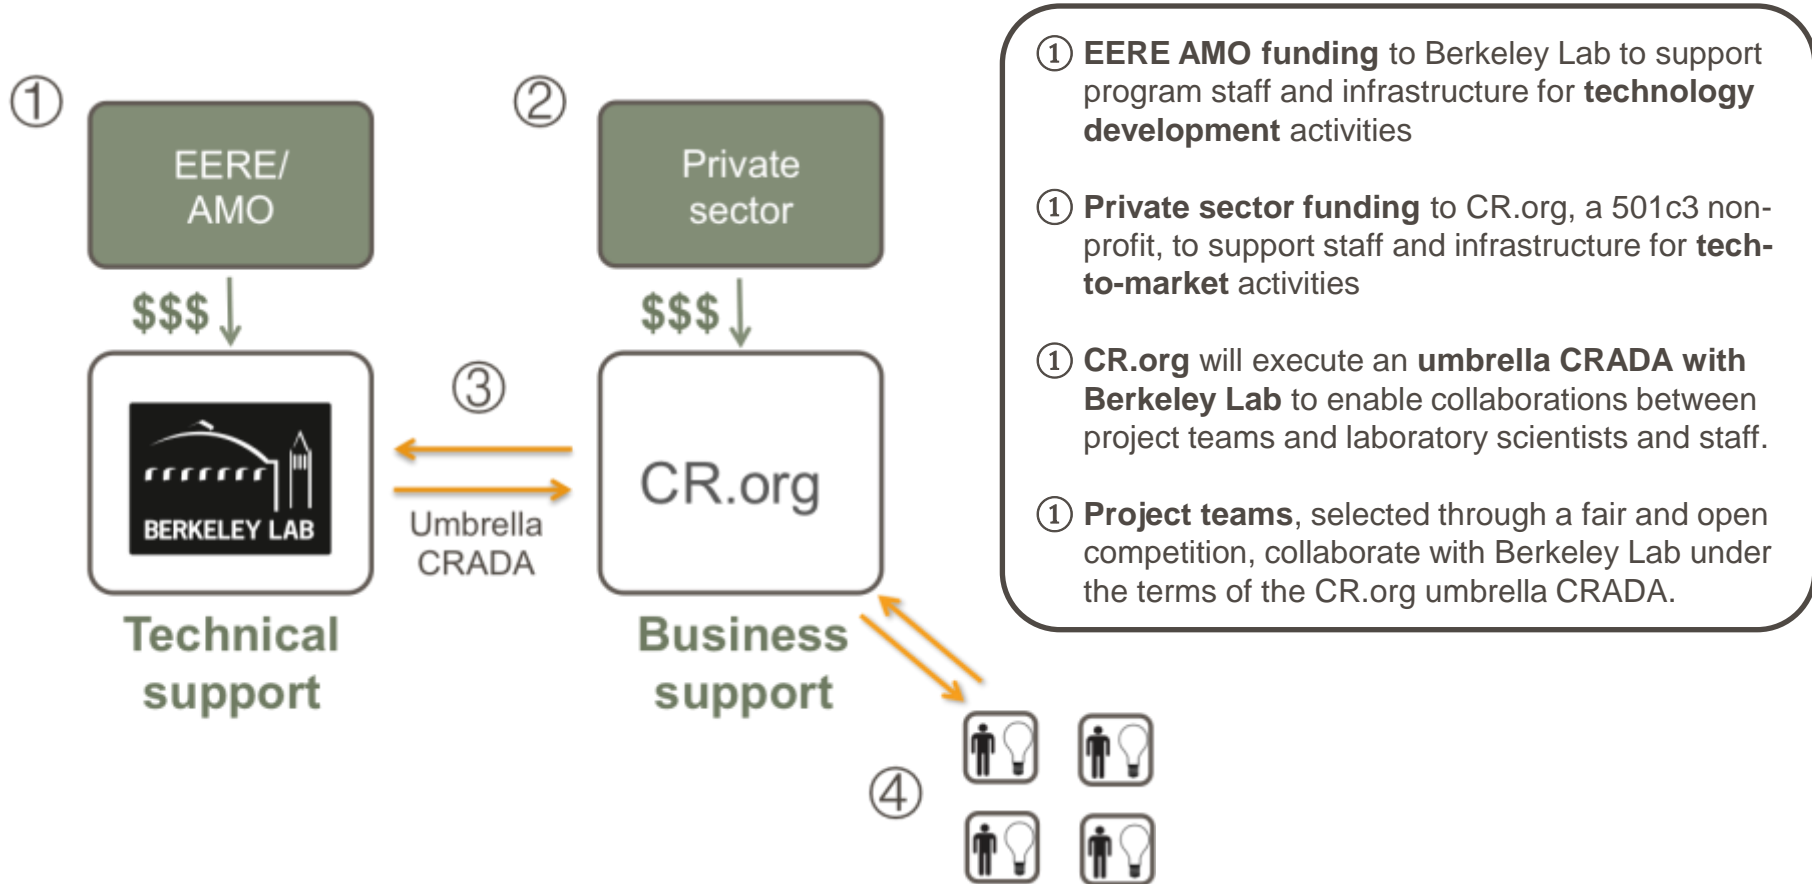 ①
EERE/
AMO
$$$
BERKELEY LAB
Technical
support
②
Private
sector
$$$
CR.org
Business
support
③
Umbrella
CRADA
④
① EERE AMO funding to Berkeley Lab to support
program staff and infrastructure for technology
development activities
① Private sector funding to CR.org, a 501c3 non-
profit, to support staff and infrastructure for tech-
to-market activities
① CR.org will execute an umbrella CRADA with
Berkeley Lab to enable collaborations between
project teams and laboratory scientists and staff.
① Project teams, selected through a fair and open
competition, collaborate with Berkeley Lab under
the terms of the CR.org umbrella CRADA.